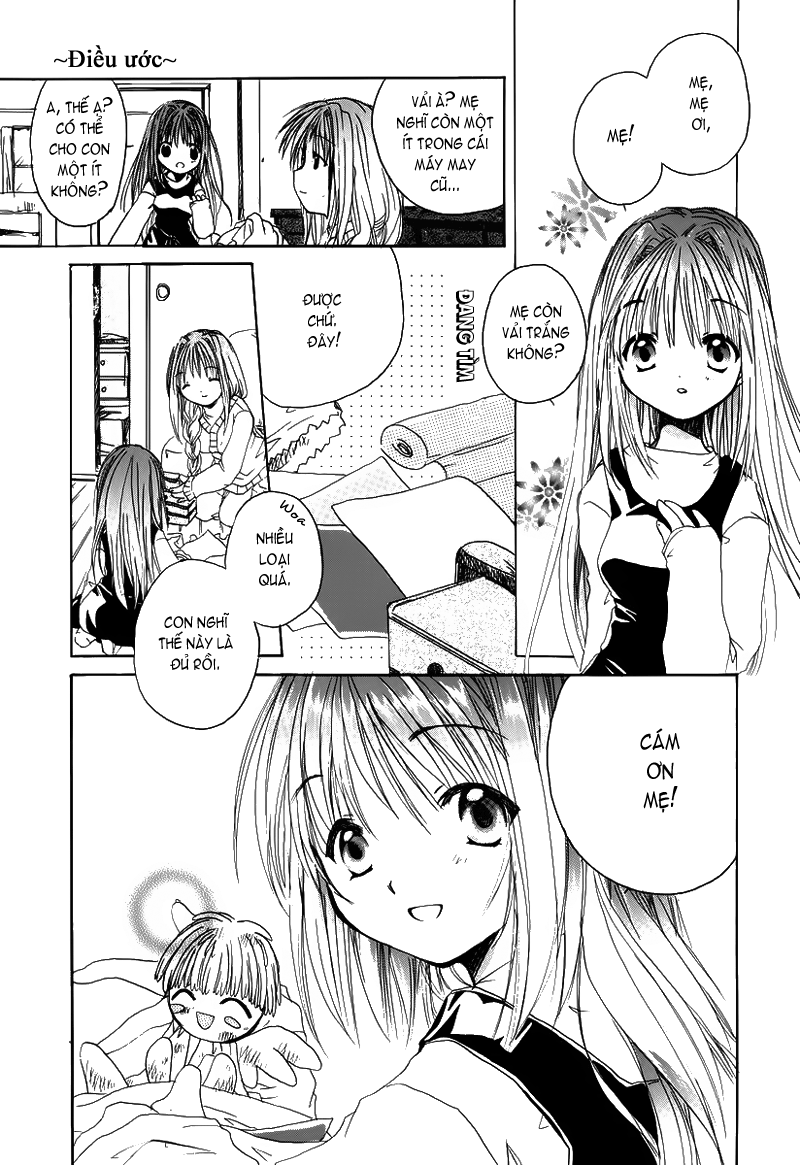 ~Điều ước~
MẸ,
MẸ
ƠI,
MẸ!
MẸ CÒN
VẢI TRẮNG
KHÔNG?
VẢI À? MẸ
NGHĨ CÒN MỘT
ÍT TRONG CÁI
MÁY MAY
CŨ...
A, THẾ Ạ?
CÓ THỂ
CHO CON
MỘT ÍT
KHÔNG?
ĐANG TÌM
ĐƯỢC
CHỨ.
ĐÂY!
Woa
NHIỀU
LOẠI
QUÁ.
CON NGHĨ
THẾ NÀY LÀ
ĐỦ RỒI.
CÁM
ƠN
MẸ!